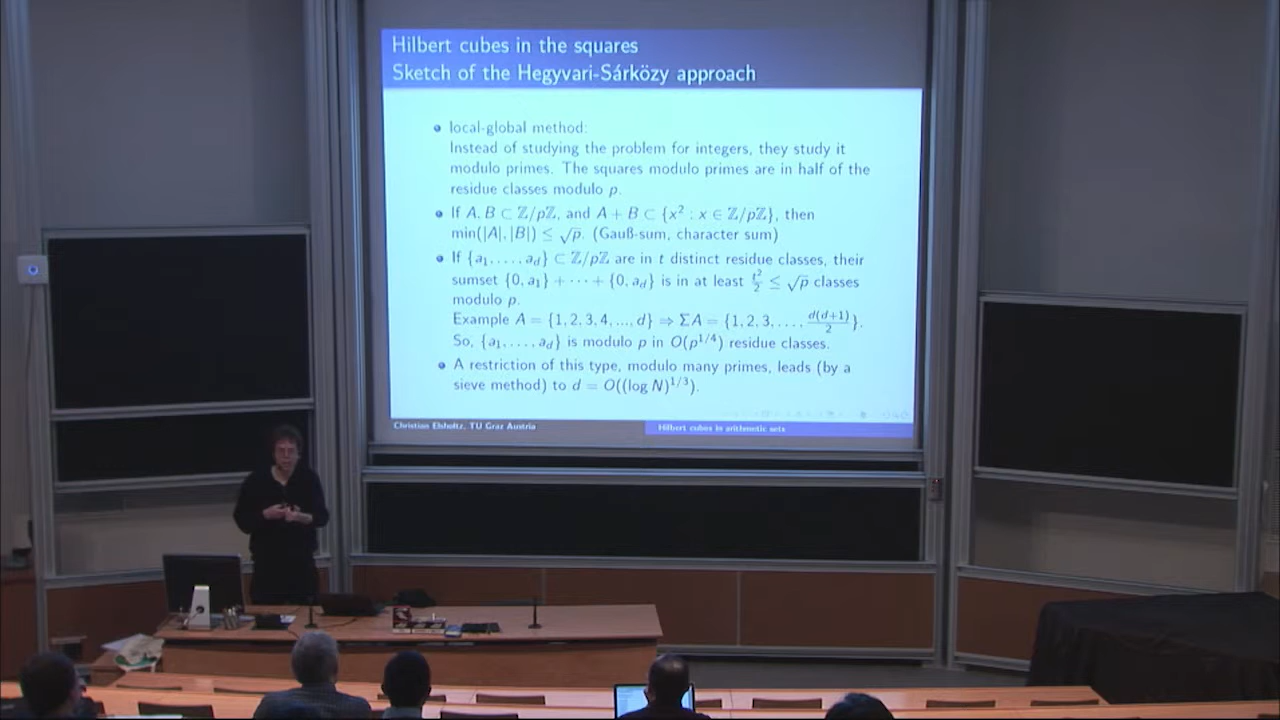 Hilbert cubes in the squares
Sketch of the Hegyvari-Sárközy approach
local-global method:
Instead of studying the problem for integers, they study it
modulo primes. The squares modulo primes are in half of the
residue classes modulo p.
If A, B ⊂ ℤ/pℤ, and A + B ⊂ {x² : x ∈ ℤ/pℤ}, then
min(|A|, |B|) ≤ √p. (Gauß-sum, character sum)
If {a₁, . . . , a_d} ⊂ ℤ/pℤ are in t distinct residue classes, their
sumset {0, a₁} + · · · + {0, a_d} is in at least t²/2 ≤ √p classes
modulo p.
Example A = {1, 2, 3, 4, ..., d} ⇒ ΣA = {1, 2, 3, . . . , d(d+1)/2}.
So, {a₁, . . . , a_d} is modulo p in O(p^{1/4}) residue classes.
A restriction of this type, modulo many primes, leads (by a
sieve method) to d = O((log N)^{1/3}).
Christian Elsholtz, TU Graz Austria
Hilbert cubes in arithmetic sets